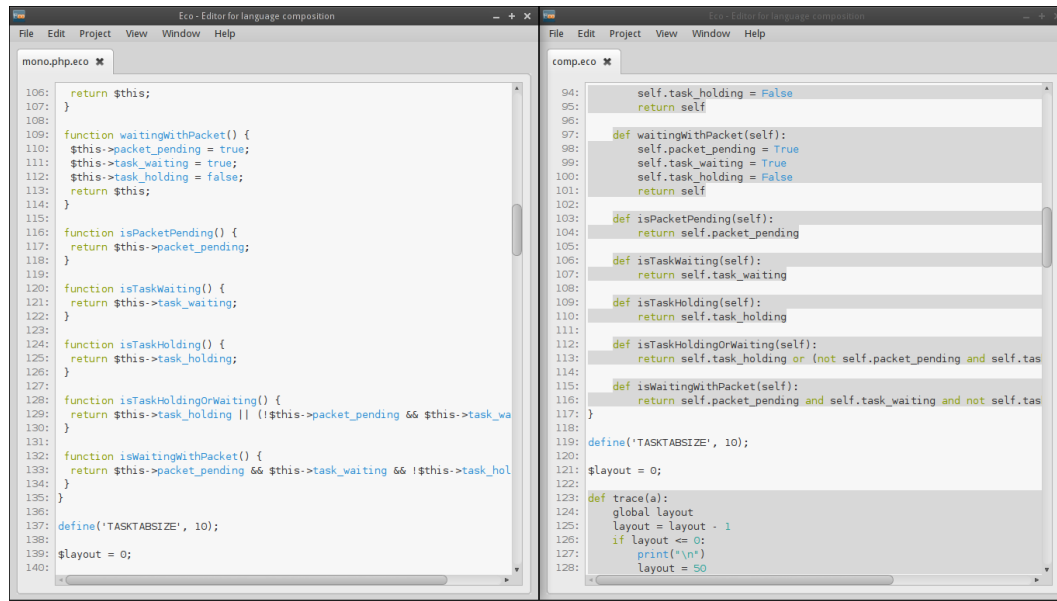 Eco - Editor for language composition
File Edit Project View Window Help
mono.php.eco
106: return $this;
107: }
108:
109: function waitingWithPacket() {
110: $this->packet_pending = true;
111: $this->task_waiting = true;
112: $this->task_holding = false;
113: return $this;
114: }
115:
116: function isPacketPending() {
117: return $this->packet_pending;
118: }
119:
120: function isTaskWaiting() {
121: return $this->task_waiting;
122: }
123:
124: function isTaskHolding() {
125: return $this->task_holding;
126: }
127:
128: function isTaskHoldingOrWaiting() {
129: return $this->task_holding || (!$this->packet_pending && $this->task_wa
130: }
131:
132: function isWaitingWithPacket() {
133: return $this->packet_pending && $this->task_waiting && !$this->task_hol
134: }
135: }
136:
137: define('TASKTABSIZE', 10);
138:
139: $layout = 0;
140:
Eco - Editor for language composition
File Edit Project View Window Help
comp.eco
94: self.task_holding = False
95: return self
96:
97: def waitingWithPacket(self):
98: self.packet_pending = True
99: self.task_waiting = True
100: self.task_holding = False
101: return self
102:
103: def isPacketPending(self):
104: return self.packet_pending
105:
106: def isTaskWaiting(self):
107: return self.task_waiting
108:
109: def isTaskHolding(self):
110: return self.task_holding
111:
112: def isTaskHoldingOrWaiting(self):
113: return self.task_holding or (not self.packet_pending and self.tas
114:
115: def isWaitingWithPacket(self):
116: return self.packet_pending and self.task_waiting and not self.tas
117: }
118:
119: define('TASKTABSIZE', 10);
120:
121: $layout = 0;
122:
123: def trace(a):
124: global layout
125: layout = layout - 1
126: if layout <= 0:
127: print("\n")
128: layout = 50